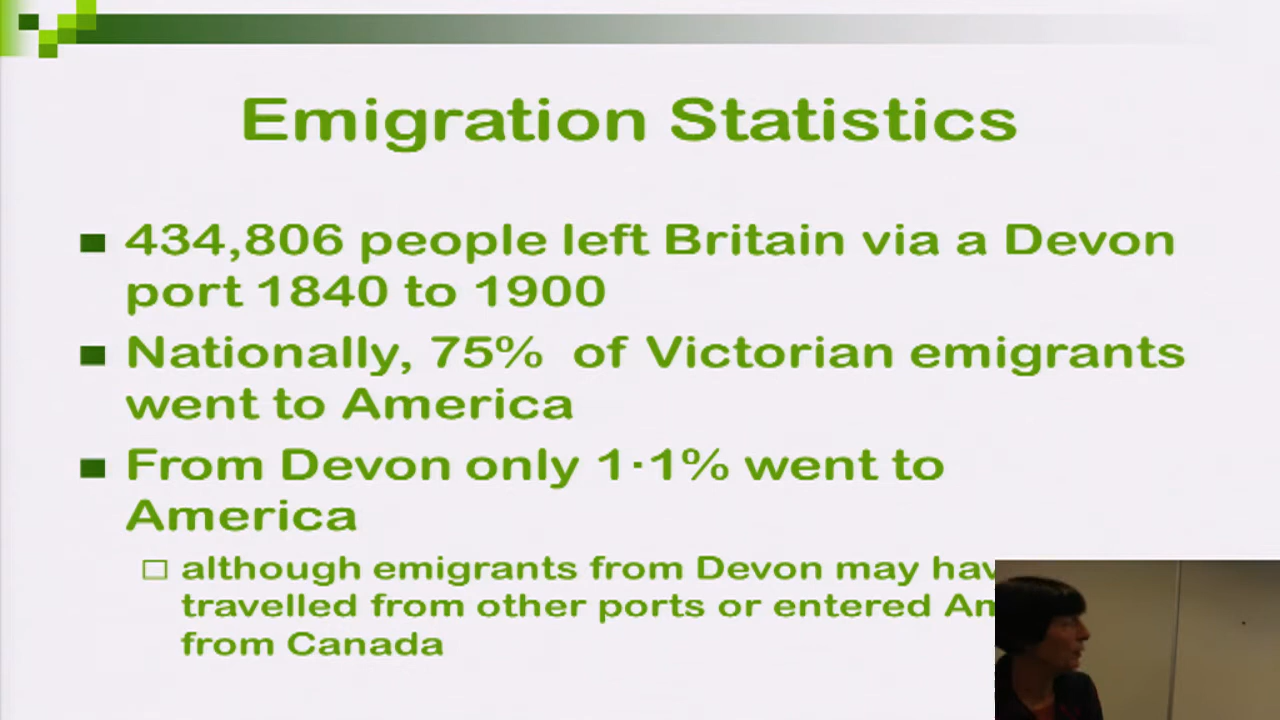 Emigration Statistics
434,806 people left Britain via a Devon
port 1840 to 1900
Nationally, 75% of Victorian emigrants
went to America
From Devon only 1·1% went to
America
although emigrants from Devon may
travelled from other ports or entered
from Canada